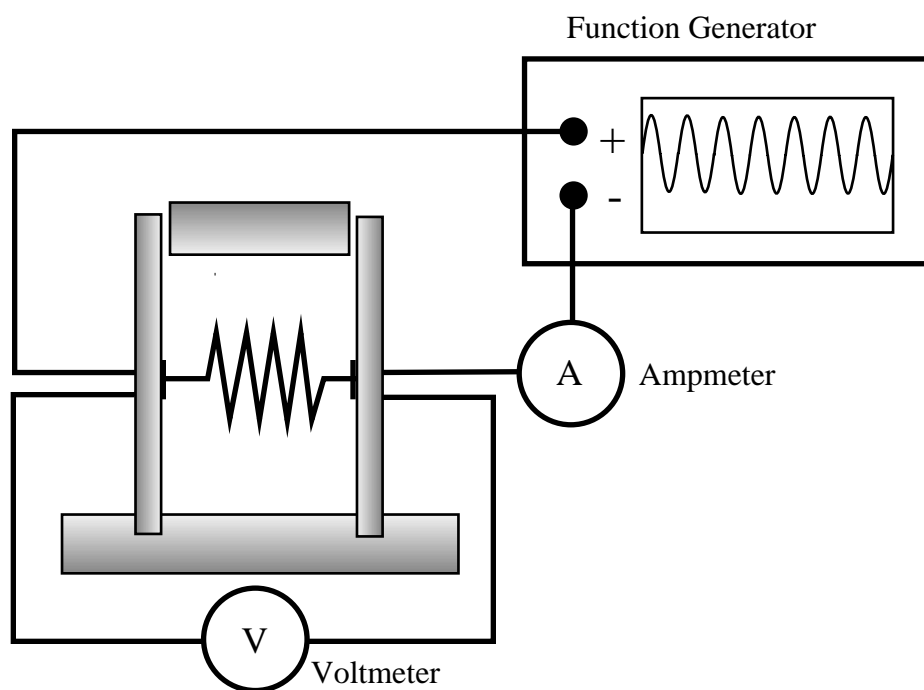 Function Generator
+
-
A
Ampmeter
V
Voltmeter